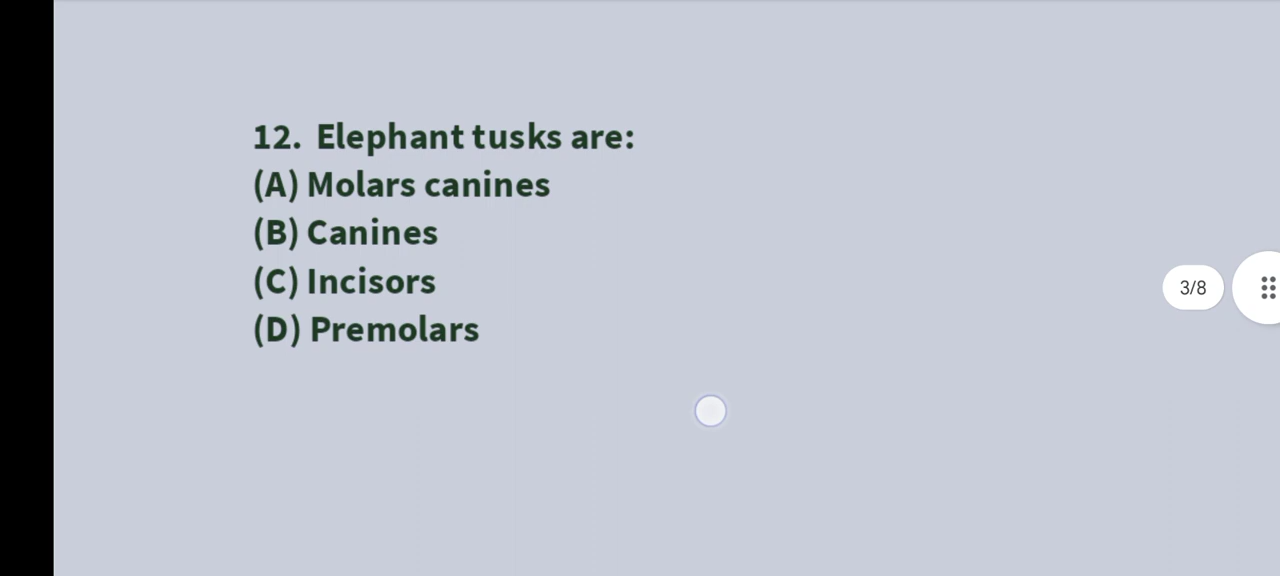 12. Elephant tusks are:
(A) Molars canines
(B) Canines
(C) Incisors
(D) Premolars
3/8